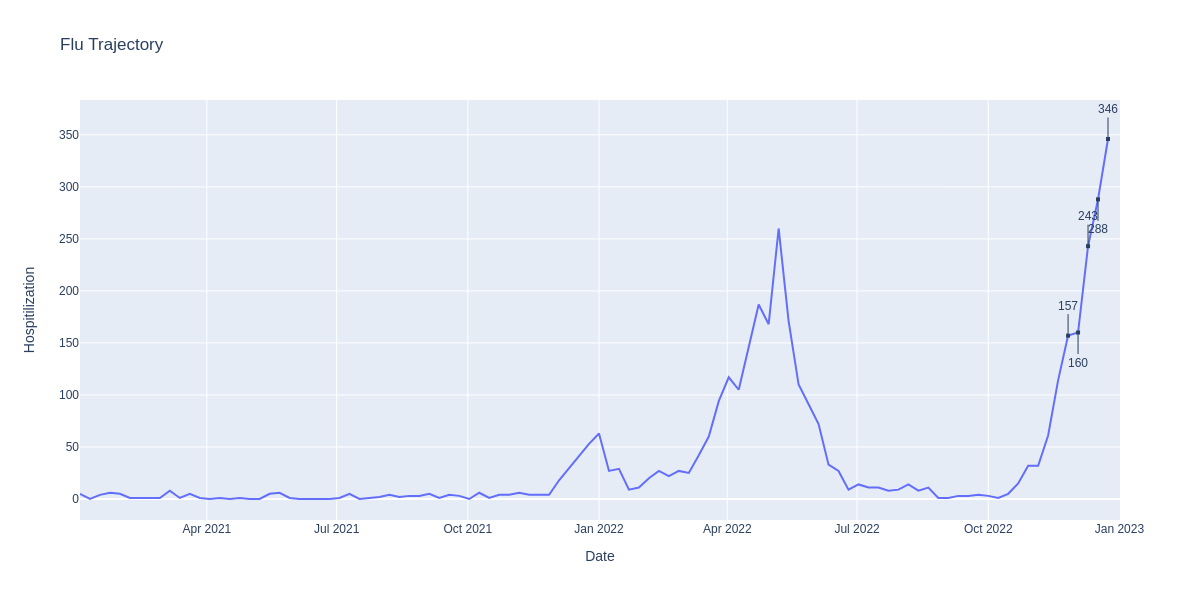 Flu Trajectory
346
350
300
250
243
288
200
157
150
160
100
50
0
Hospitilization
Apr 2021
Jul 2021
Oct 2021
Jan 2022
Apr 2022
Jul 2022
Oct 2022
Jan 2023
Date